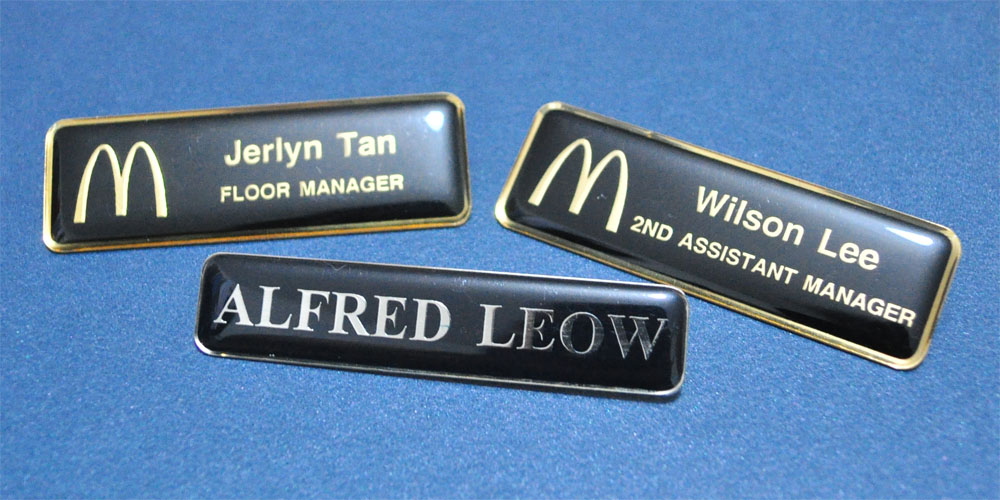 Jerlyn Tan
FLOOR MANAGER
Wilson Lee
2ND ASSISTANT MANAGER
ALFRED LEOW